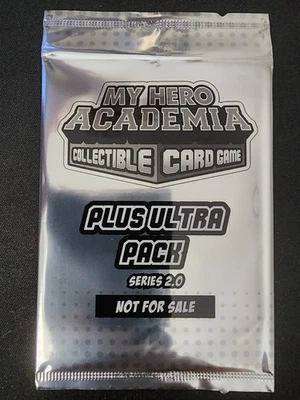 MY HERO
ACADEMIA
COLLECTIBLE CARD GAME
PLUS ULTRA
PACK
SERIES 2.0
NOT FOR SALE